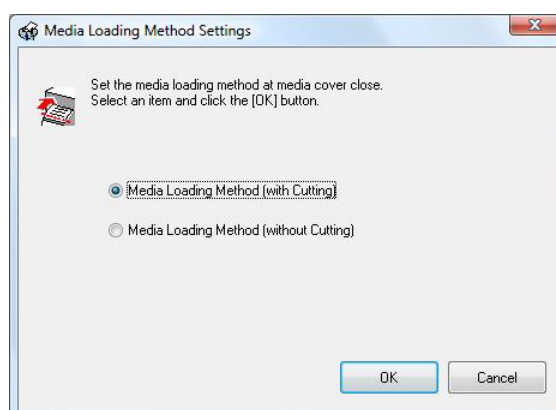 Media Loading Method Settings
Set the media loading method at media cover close.
Select an item and click the [OK] button.
Media Loading Method (with Cutting)
Media Loading Method (without Cutting)
OK
Cancel